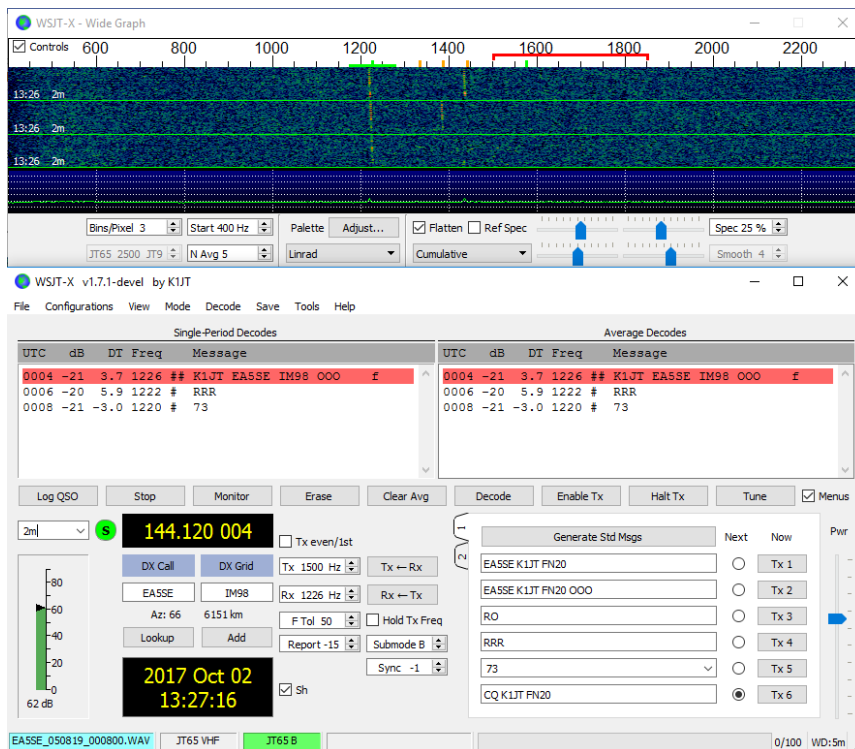 WSJT-X - Wide Graph
Controls 600 800 1000 1200 1400 1600 1800 2000 2200
13:26 2m
13:26 2m
13:26 2m
Bins/Pixel 3 Start 400 Hz Palette Adjust... Flatten Ref Spec Spec 25 %
JT65 2500 JT9 N Avg 5 Linrad Cumulative Smooth 4
WSJT-X v1.7.1-devel by K1JT
File Configurations View Mode Decode Save Tools Help
Single-Period Decodes Average Decodes
UTC dB DT Freq Message UTC dB DT Freq Message
0004 -21 3.7 1226 ## K1JT EA5SE IM98 OOO f 0004 -21 3.7 1226 ## K1JT EA5SE IM98 OOO f
0006 -20 5.9 1222 # RRR 0006 -20 5.9 1222 # RRR
0008 -21 -3.0 1220 # 73 0008 -21 -3.0 1220 # 73
Log QSO Stop Monitor Erase Clear Avg Decode Enable Tx Halt Tx Tune Menus
2m S 144.120 004 Tx even/1st 1 2 Generate Std Msgs Next Now Pwr
DX Call DX Grid Tx 1500 Hz Tx ← Rx EA5SE K1JT FN20 Tx 1
-80 EA5SE IM98 Rx 1226 Hz Rx ← Tx EA5SE K1JT FN20 OOO Tx 2
-60 Az: 66 6151 km F Tol 50 Hold Tx Freq RO Tx 3
-40 Lookup Add Report -15 Submode B RRR Tx 4
-20 2017 Oct 02 Sync -1 73 Tx 5
-0 13:27:16 Sh CQ K1JT FN20 Tx 6
62 dB
EA5SE_050819_000800.WAV JT65 VHF JT65 B 0/100 WD:5m